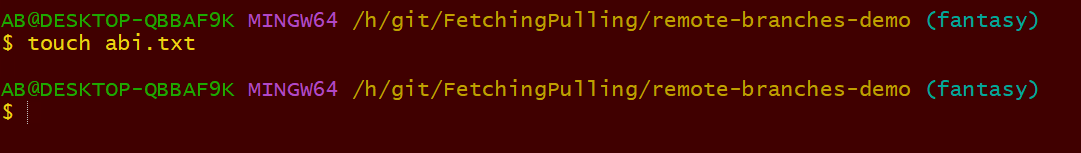 AB@DESKTOP-QBBAF9K MINGW64 /h/git/FetchingPulling/remote-branches-demo (fantasy)
$ touch abi.txt
AB@DESKTOP-QBBAF9K MINGW64 /h/git/FetchingPulling/remote-branches-demo (fantasy)
$